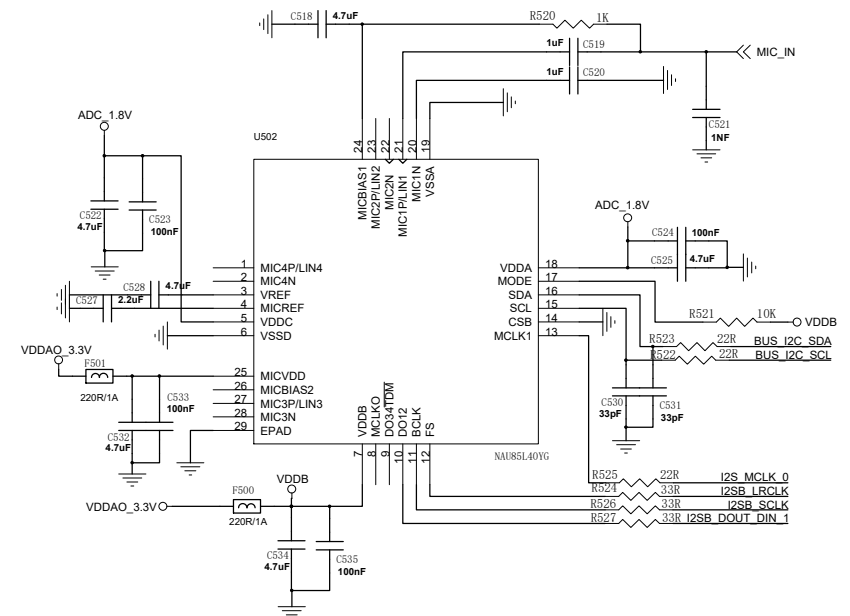 C518 4.7uF
R520 1K
1uF C519
MIC_IN
1uF C520
C521
1NF
ADC_1.8V
U502
24 MICBIAS1
23 MIC2P/LIN2
22 MIC2N
21 MIC1P/LIN1
20 MIC1N
19 VSSA
C522
4.7uF
C523
100nF
ADC_1.8V
C524 100nF
C525 4.7uF
1 MIC4P/LIN4
2 MIC4N
3 VREF
4 MICREF
5 VDDC
6 VSSD
C528 4.7uF
C527 2.2uF
VDDA 18
MODE 17
SDA 16
SCL 15
CSB 14
MCLK1 13
R521 10K
VDDB
R523 22R BUS_I2C_SDA
R522 22R BUS_I2C_SCL
VDDAO_3.3V
F501
220R/1A
C533
100nF
C532
4.7uF
25 MICVDD
26 MICBIAS2
27 MIC3P/LIN3
28 MIC3N
29 EPAD
C530
33pF
C531
33pF
7 VDDB
8 MCLKO
9 DO34TDM
10 DO12
11 BCLK
12 FS
NAU85L40YG
R525 22R I2S_MCLK_0
R524 33R I2SB_LRCLK
R526 33R I2SB_SCLK
R527 33R I2SB_DOUT_DIN_1
VDDAO_3.3V
F500
220R/1A
VDDB
C534
4.7uF
C535
100nF